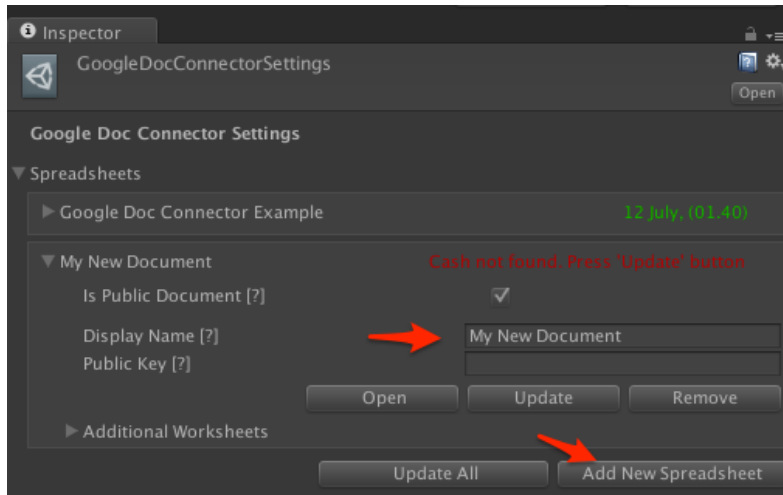 Inspector
GoogleDocConnectorSettings
Open
Google Doc Connector Settings
Spreadsheets
Google Doc Connector Example 12 July, (01.40)
My New Document Cash not found. Press 'Update' button
Is Public Document [?]
Display Name [?] My New Document
Public Key [?]
Open Update Remove
Additional Worksheets
Update All Add New Spreadsheet